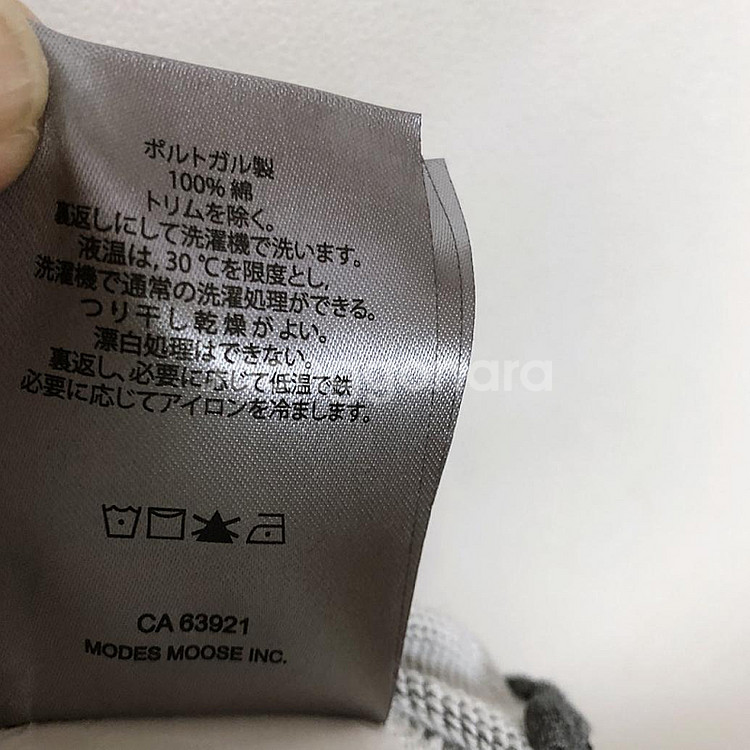 ポルトガル製
100% 綿
トリムを除く。
裏返しにして洗濯機で洗います。
液温は, 30 ℃を限度とし,
洗濯機で通常の洗濯処理ができる。
つり干し乾燥がよい。
漂白処理はできない。
裏返し、必要に応じて低温で鉄
必要に応じてアイロンを冷まします。
CA 63921
MODES MOOSE INC.